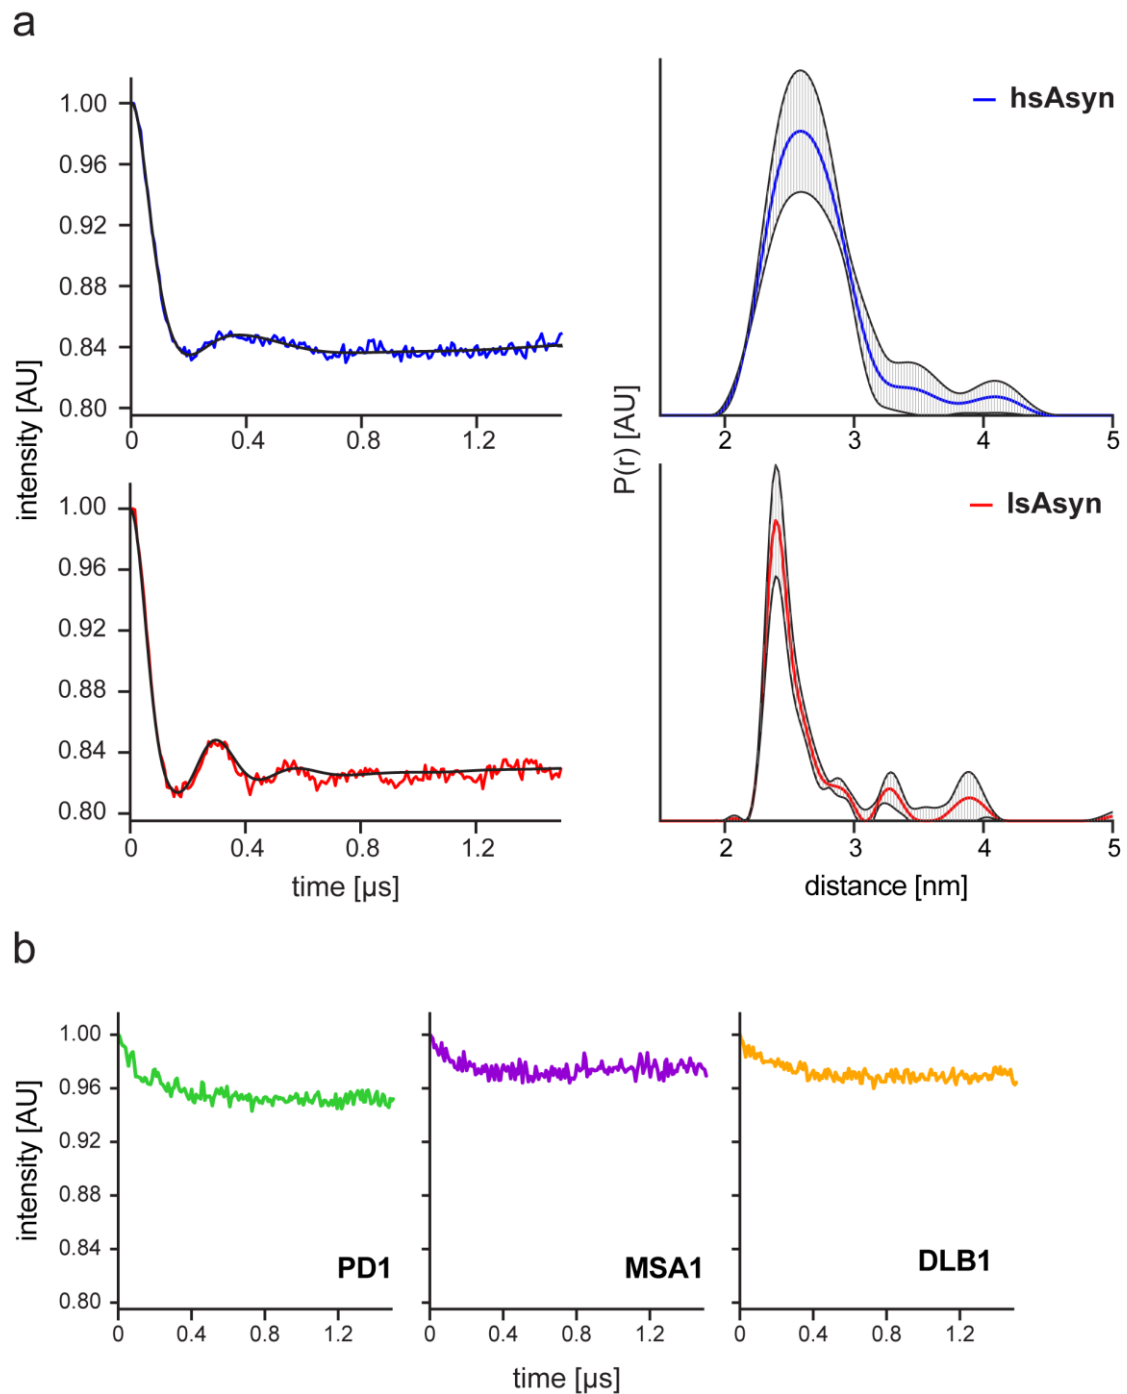 a
intensity [AU]
1.00
0.96
0.92
0.88
0.84
0.80
0 0.4 0.8 1.2
P(r) [AU]
hsAsyn
2 3 4 5
1.00
0.96
0.92
0.88
0.84
0.80
0 0.4 0.8 1.2
time [µs]
lsAsyn
2 3 4 5
distance [nm]
b
intensity [AU]
1.00
0.96
0.92
0.88
0.84
0.80
PD1 MSA1 DLB1
0 0.4 0.8 1.2 0 0.4 0.8 1.2 0 0.4 0.8 1.2
time [µs]